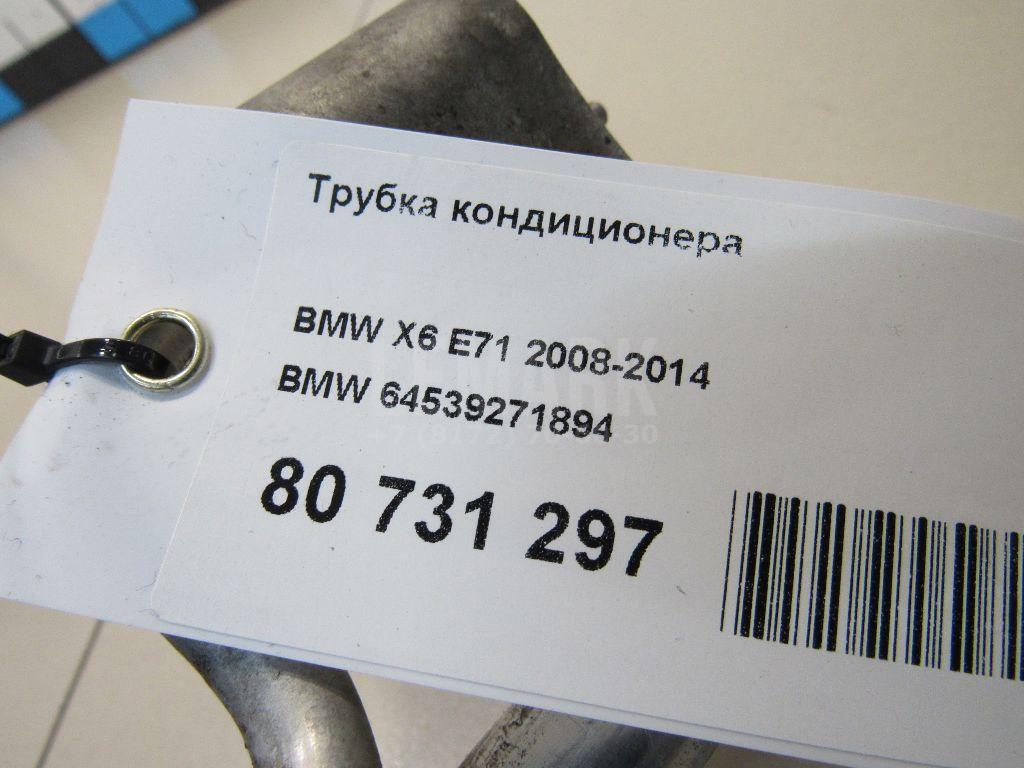 Трубка кондиционера
BMW X6 E71 2008-2014
BMW 64539271894
80 731 297